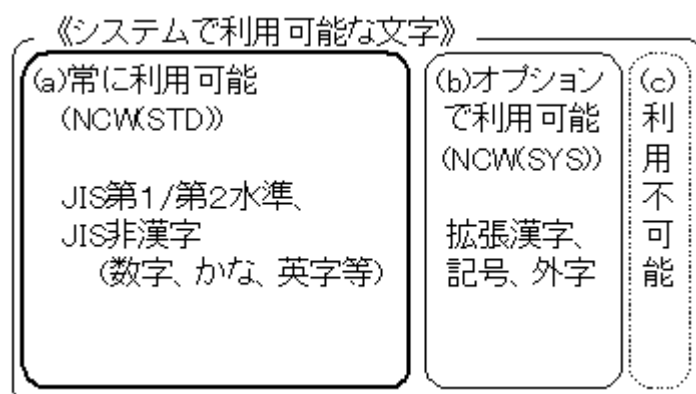 《システムで利用可能な文字》
(a)常に利用可能
(NCW(STD))
JIS第1/第2水準、
JIS非漢字
(数字、かな、英字等)
(b)オプション
で利用可能
(NCW(SYS))
拡張漢字、
記号、外字
(c)
利
用
不
可
能